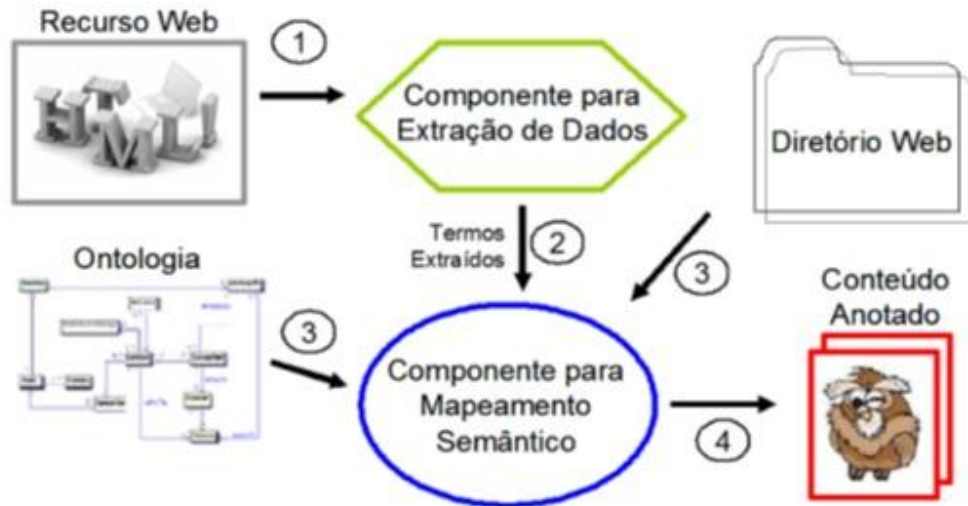 Recurso Web
1
HTML
Componente para
Extração de Dados
Diretório Web
Termos
Extraídos
2
3
Ontologia
3
Conteúdo
Anotado
Componente para
Mapeamento
Semântico
4